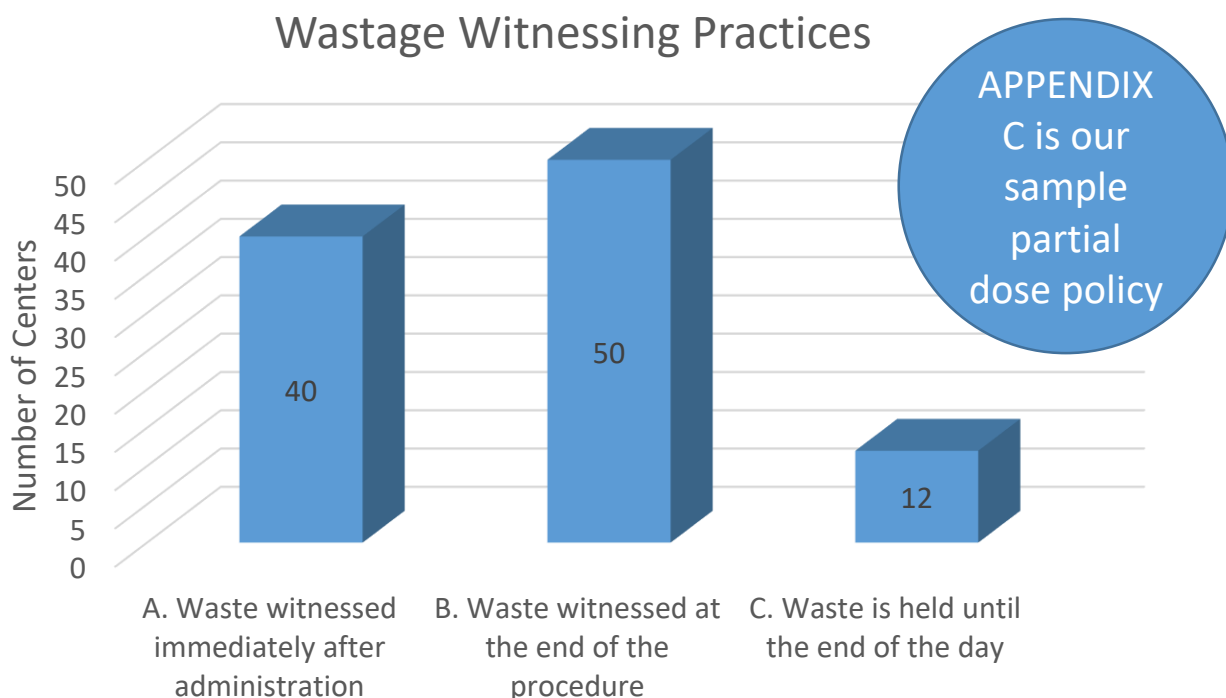 Wastage Witnessing Practices
APPENDIX
C is our
sample
partial
dose policy
Number of Centers
50
45
40
35
30
25
20
15
10
5
0
40
50
12
A. Waste witnessed
immediately after
administration
B. Waste witnessed at
the end of the
procedure
C. Waste is held until
the end of the day